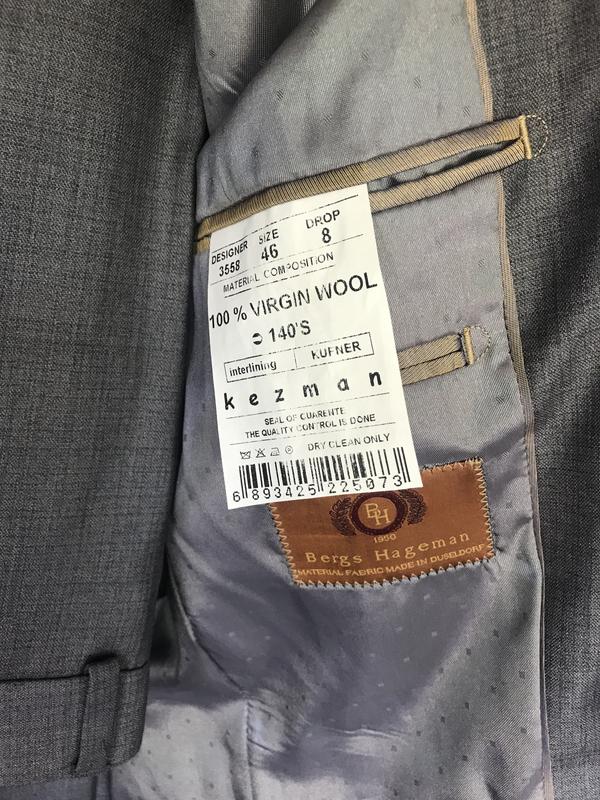 DESIGNER SIZE DROP
3558 46 8
MATERIAL COMPOSITION
100 % VIRGIN WOOL
140'S
interlining KUFNER
kezman
SEAL OF CUARENTE
THE QUALITY CONTROL IS DONE
DRY CLEAN ONLY
6 893425 225073
BH
1950
Bergs Hageman
MATERIAL FABRIC MADE IN DUSELDORF